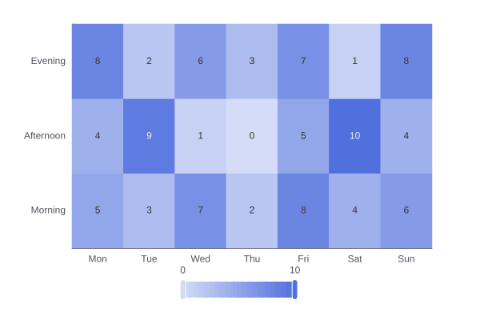 Evening 8 2 6 3 7 1 8
Afternoon 4 9 1 0 5 10 4
Morning 5 3 7 2 8 4 6
Mon Tue Wed Thu Fri Sat Sun
0 10